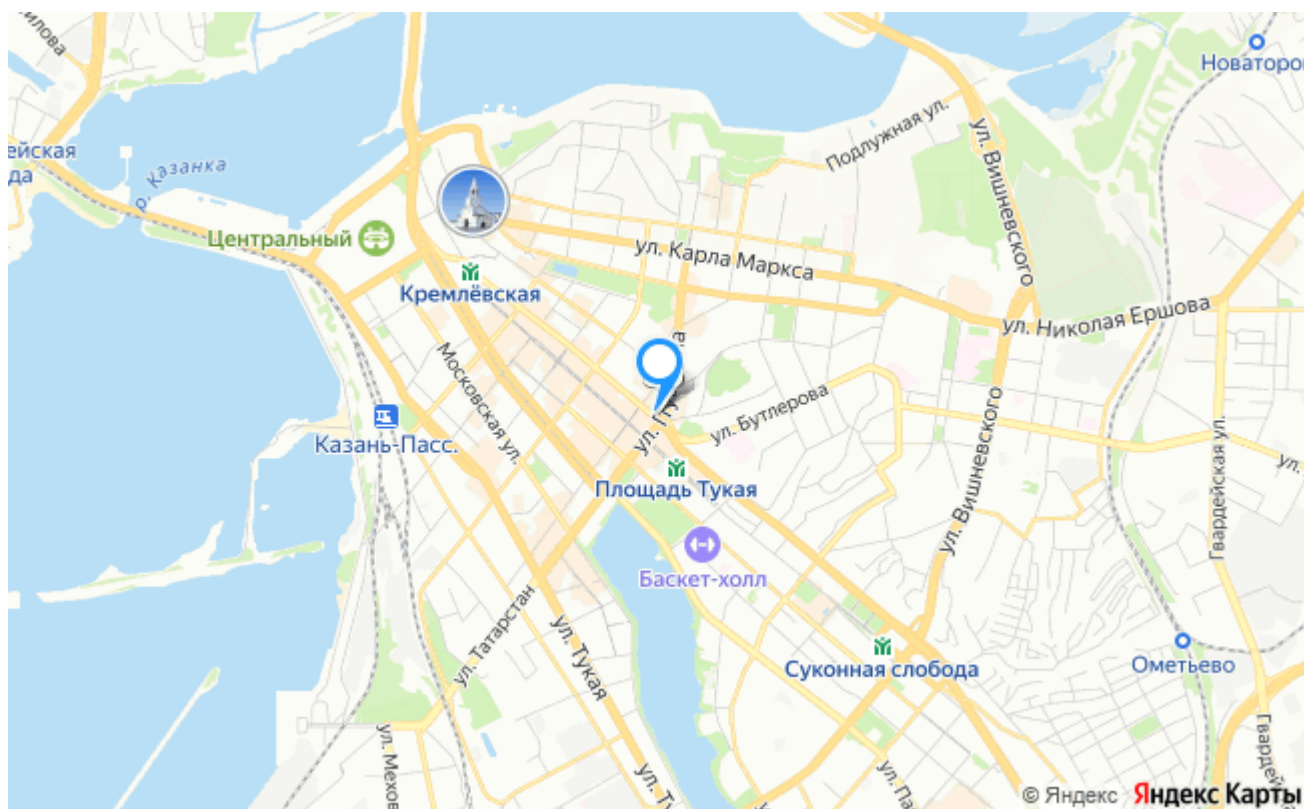 Новаторов
Подлужная ул.
ул. Вишневского
р. Казанка
Центральный
ул. Карла Маркса
Кремлёвская
ул. Николая Ершова
Московская ул.
ул. Бутлерова
Казань-Пасс.
Площадь Тукая
ул. Вишневского
Гвардейская ул.
ул.
Баскет-холл
ул. Татарстан
ул. Тукая
Суконная слобода
Ометьево
© Яндекс Яндекс Карты